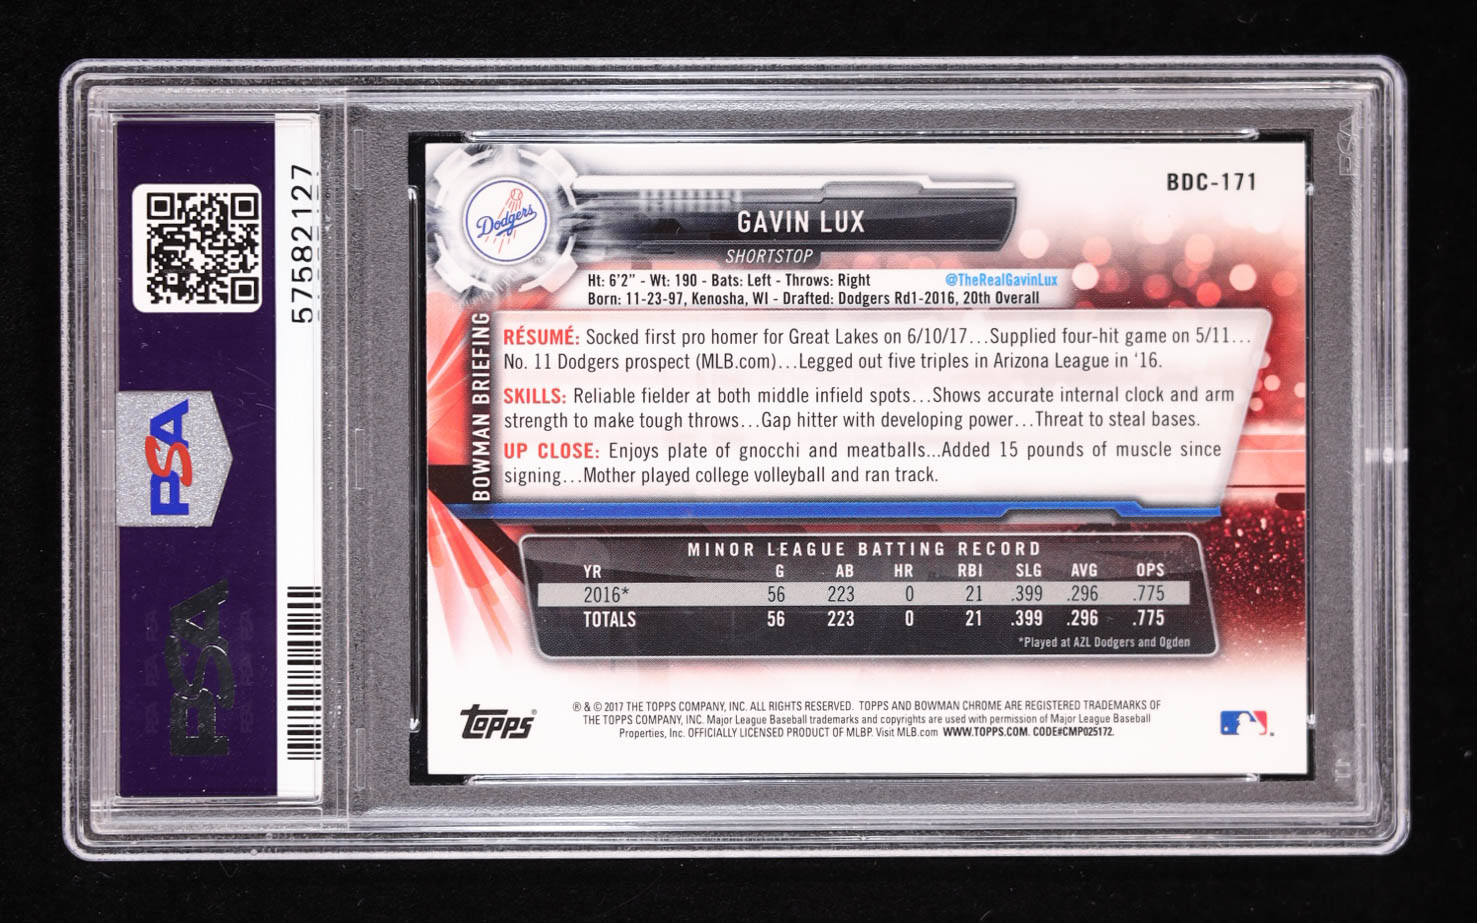 57582127
PSA
PSA
BDC-171
Dodgers
GAVIN LUX
SHORTSTOP
Ht: 6'2" - Wt: 190 - Bats: Left - Throws: Right @TheRealGavinLux
Born: 11-23-97, Kenosha, WI - Drafted: Dodgers Rd1-2016, 20th Overall
BOWMAN BRIEFING
RÉSUMÉ: Socked first pro homer for Great Lakes on 6/10/17...Supplied four-hit game on 5/11...
No. 11 Dodgers prospect (MLB.com)...Legged out five triples in Arizona League in '16.
SKILLS: Reliable fielder at both middle infield spots...Shows accurate internal clock and arm
strength to make tough throws...Gap hitter with developing power...Threat to steal bases.
UP CLOSE: Enjoys plate of gnocchi and meatballs...Added 15 pounds of muscle since
signing...Mother played college volleyball and ran track.
MINOR LEAGUE BATTING RECORD
YR G AB HR RBI SLG AVG OPS
2016* 56 223 0 21 .399 .296 .775
TOTALS 56 223 0 21 .399 .296 .775
*Played at AZL Dodgers and Ogden
TOPPS®
® & © 2017 THE TOPPS COMPANY, INC. ALL RIGHTS RESERVED. TOPPS AND BOWMAN CHROME ARE REGISTERED TRADEMARKS OF
THE TOPPS COMPANY, INC. Major League Baseball trademarks and copyrights are used with permission of Major League Baseball
Properties, Inc. OFFICIALLY LICENSED PRODUCT OF MLBP. Visit MLB.com WWW.TOPPS.COM. CODE#CMP025172.